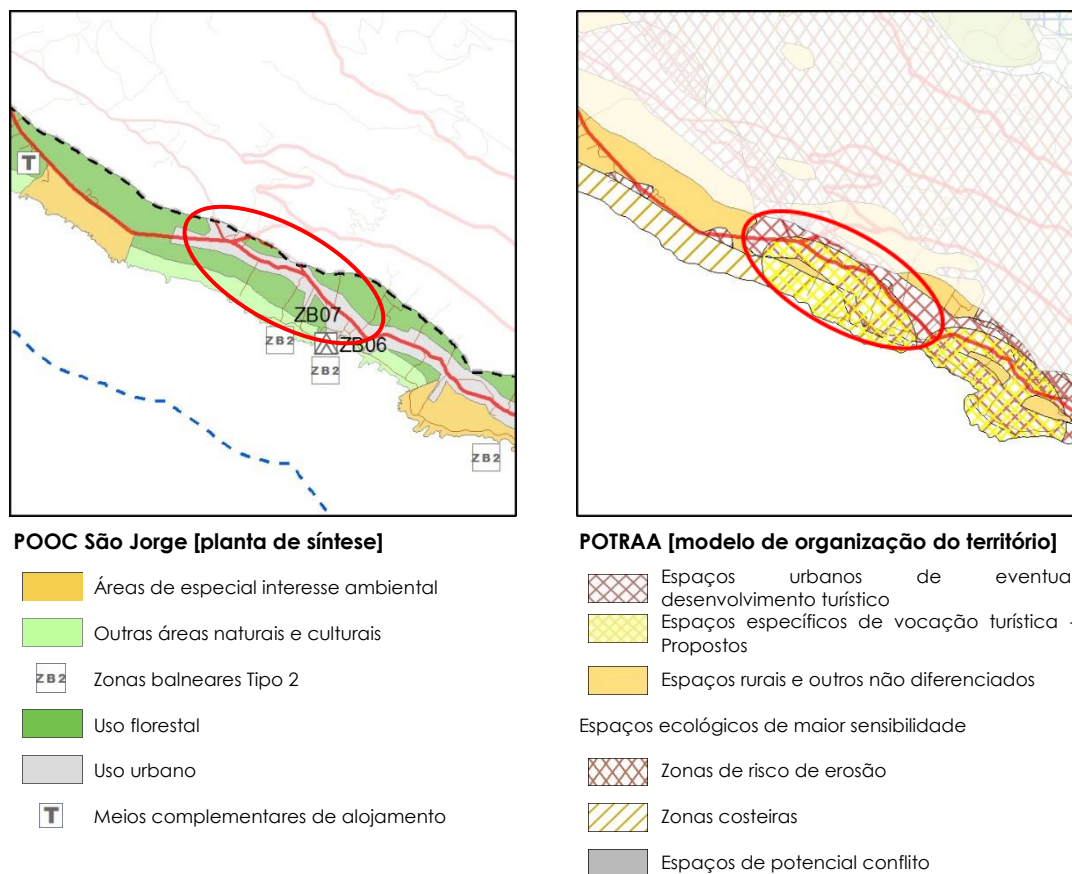 T
ZB07
ZB2
ZB06
ZB2
ZB2
POOC São Jorge [planta de síntese]
Áreas de especial interesse ambiental
Outras áreas naturais e culturais
ZB2 Zonas balneares Tipo 2
Uso florestal
Uso urbano
T Meios complementares de alojamento
POTRAA [modelo de organização do território]
Espaços urbanos de eventua
desenvolvimento turístico
Espaços específicos de vocação turística -
Propostos
Espaços rurais e outros não diferenciados
Espaços ecológicos de maior sensibilidade
Zonas de risco de erosão
Zonas costeiras
Espaços de potencial conflito